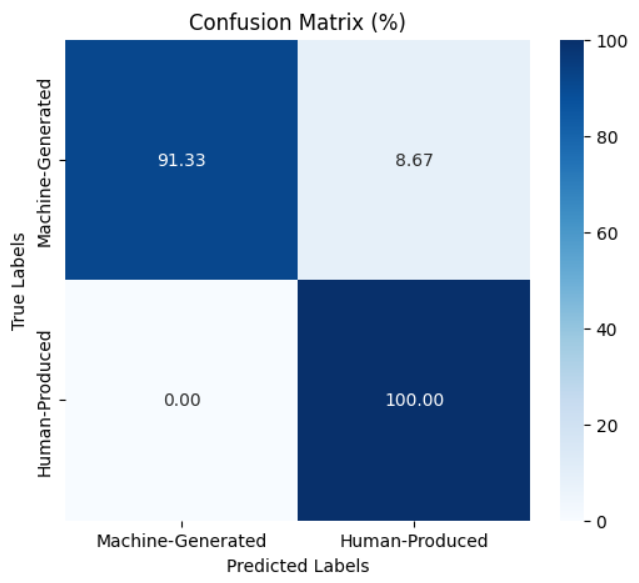 Confusion Matrix (%)
True Labels
Machine-Generated
Human-Produced
91.33
8.67
0.00
100.00
Machine-Generated
Human-Produced
Predicted Labels
100
80
60
40
20
0